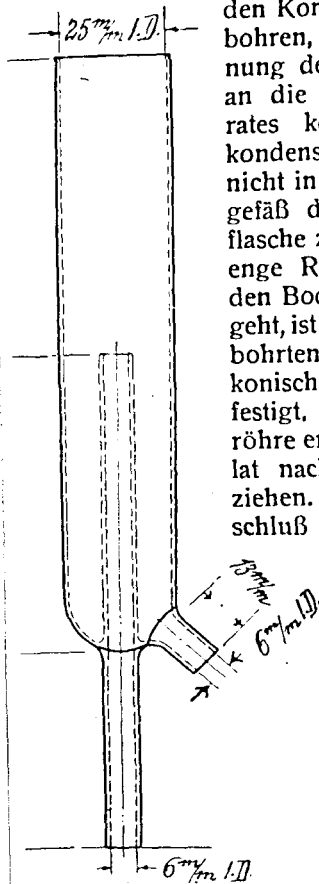 den Kon
bohren,
nung de
an die
rates k
kondens
nicht in
gefäß d
flasche z
enge R
den Boc
geht, ist
bohrten
konisch
festigt,
röhre er
lat nac
ziehen.
schluß
25 m/m I.D.
13 m/m
6 m/m I.D.
6 m/m I.D.